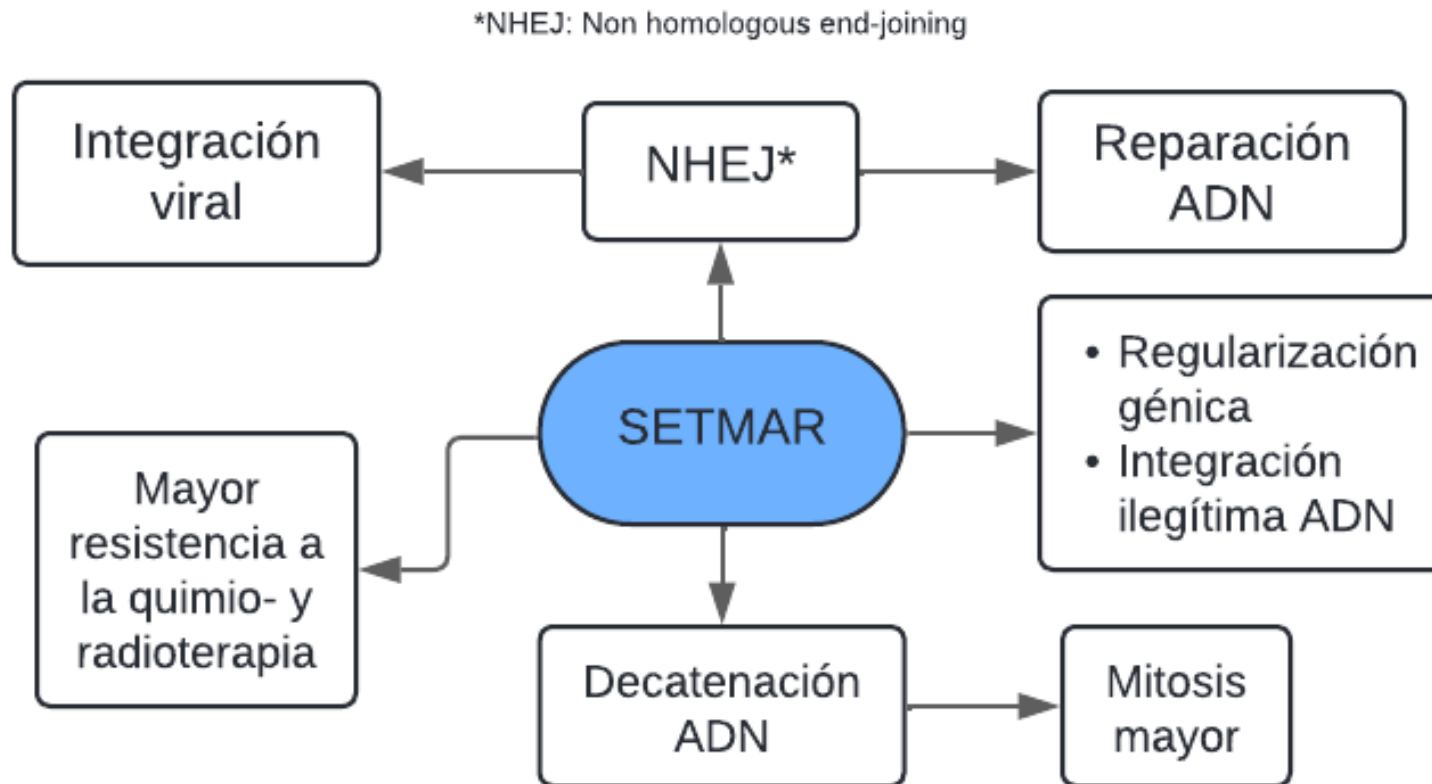 *NHEJ: Non homologous end-joining
Integración
viral
NHEJ*
Reparación
ADN
SETMAR
• Regularización
génica
• Integración
ilegítima ADN
Mayor
resistencia a
la quimio- y
radioterapia
Decatenación
ADN
Mitosis
mayor